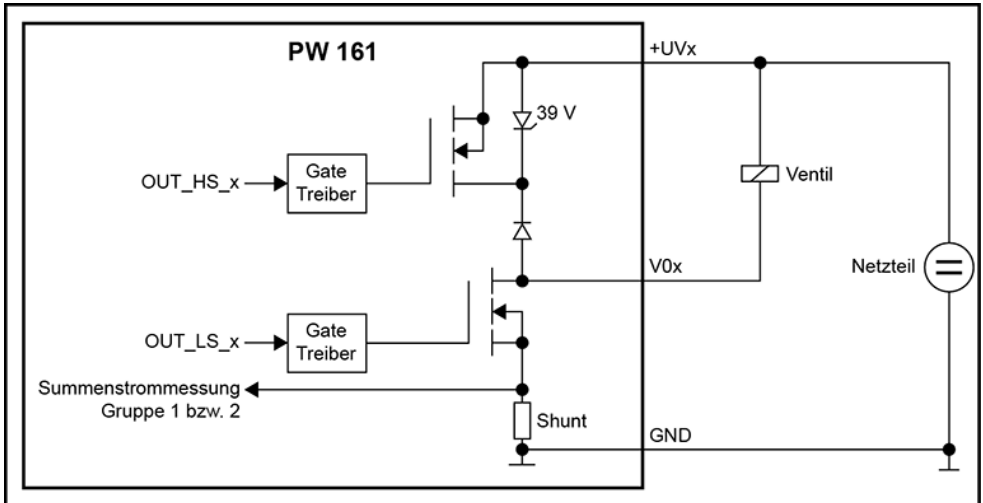 PW 161
+UVx
39 V
OUT_HS_x
Gate
Treiber
Ventil
V0x
Netzteil
OUT_LS_x
Gate
Treiber
Summenstrommessung
Gruppe 1 bzw. 2
Shunt
GND